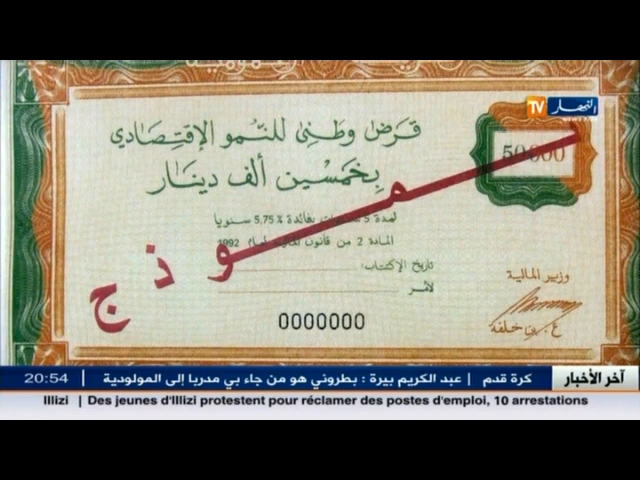 TV النهار
NEWS
قرض وطني للنمو الإقتصادي
بخمسين ألف دينار
50000
لمدة 5 سنوات بفائدة % 5,75 سنويا
المادة 2 من قانون المالية لعام 1992
تاريخ الإكتتاب:
لأمر
نموذج
وزير المالية
0000000
ع. بن خلفة
20:54
كرة قدم | عبد الكريم بيرة : بطروني هو من جاء بي مدربا إلى المولودية
آخر الأخبار
Illizi | Des jeunes d'Illizi protestent pour réclamer des postes d'emploi, 10 arrestations